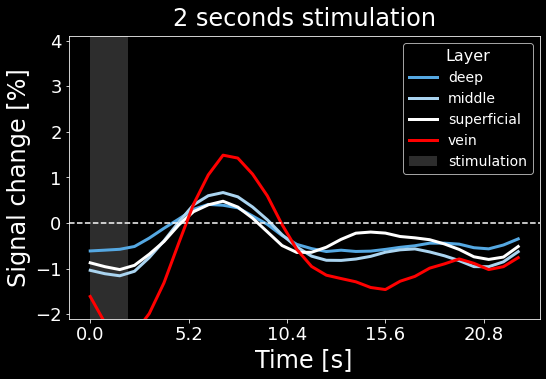 2 seconds stimulation
Signal change [%]
4
3
2
1
0
−1
−2
Layer
deep
middle
superficial
vein
stimulation
0.0 5.2 10.4 15.6 20.8
Time [s]